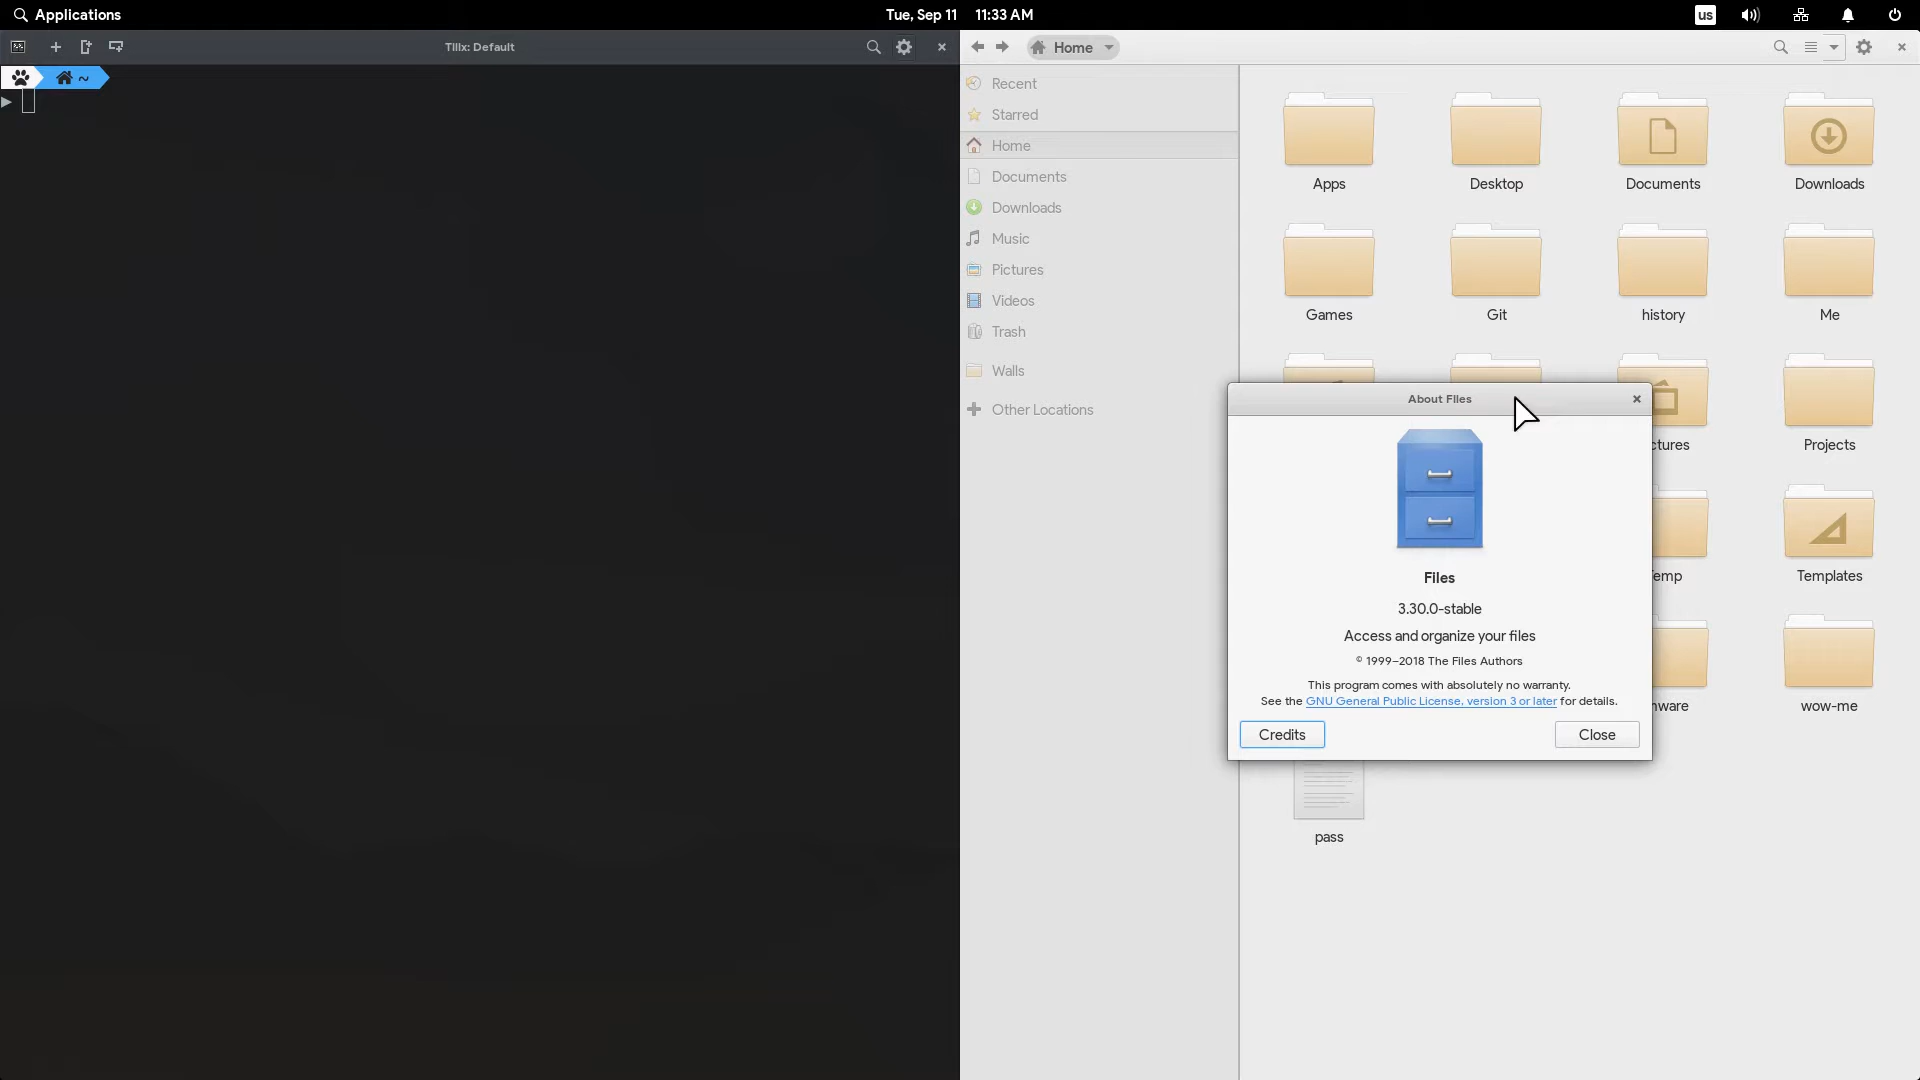 Applications
Tue, Sep 11 11:33 AM
us
Tilix: Default
~
Home
Recent
Starred
Home
Documents
Downloads
Music
Pictures
Videos
Trash
Walls
Other Locations
Apps
Desktop
Documents
Downloads
Games
Git
history
Me
ctures
Projects
emp
Templates
ware
wow-me
pass
About Files
Files
3.30.0-stable
Access and organize your files
© 1999–2018 The Files Authors
This program comes with absolutely no warranty.
See the GNU General Public License, version 3 or later for details.
Credits
Close